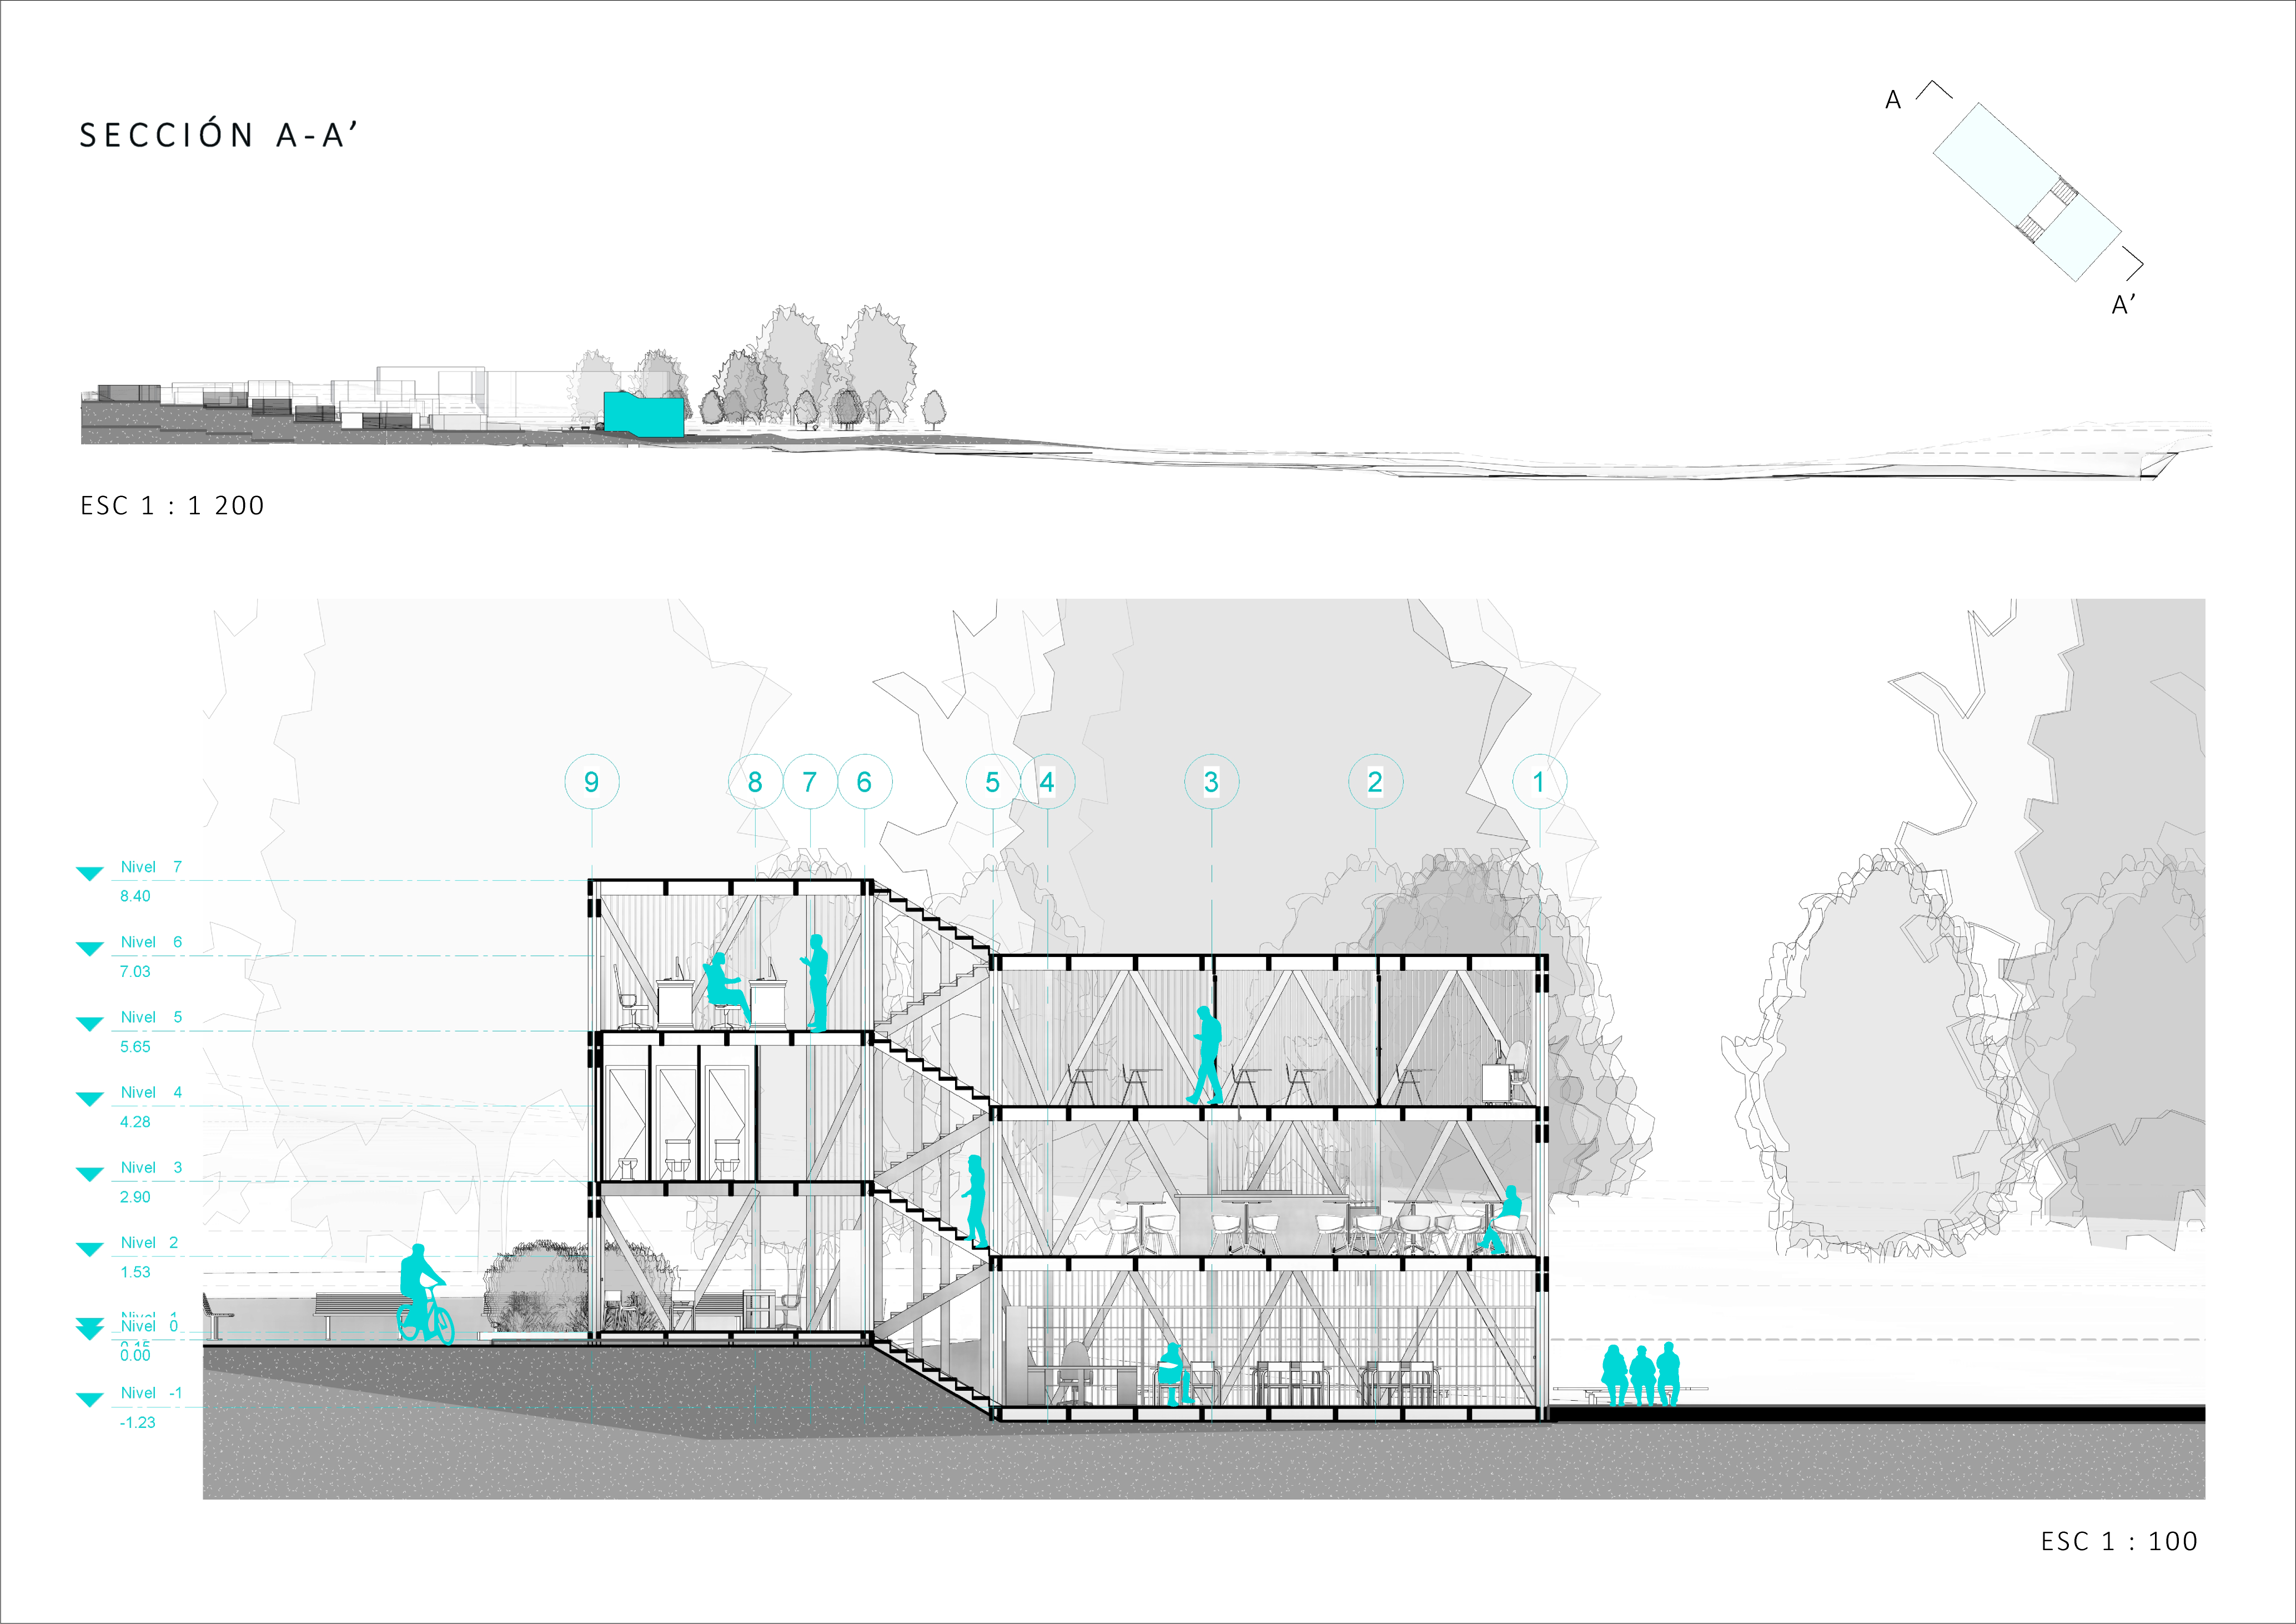 A
SECCIÓN A-A’
A’
ESC 1 : 1 200
9 8 7 6 5 4 3 2 1
Nivel 7
8.40
Nivel 6
7.03
Nivel 5
5.65
Nivel 4
4.28
Nivel 3
2.90
Nivel 2
1.53
Nivel 1
Nivel 0
0.15
0.00
Nivel -1
-1.23
ESC 1 : 100